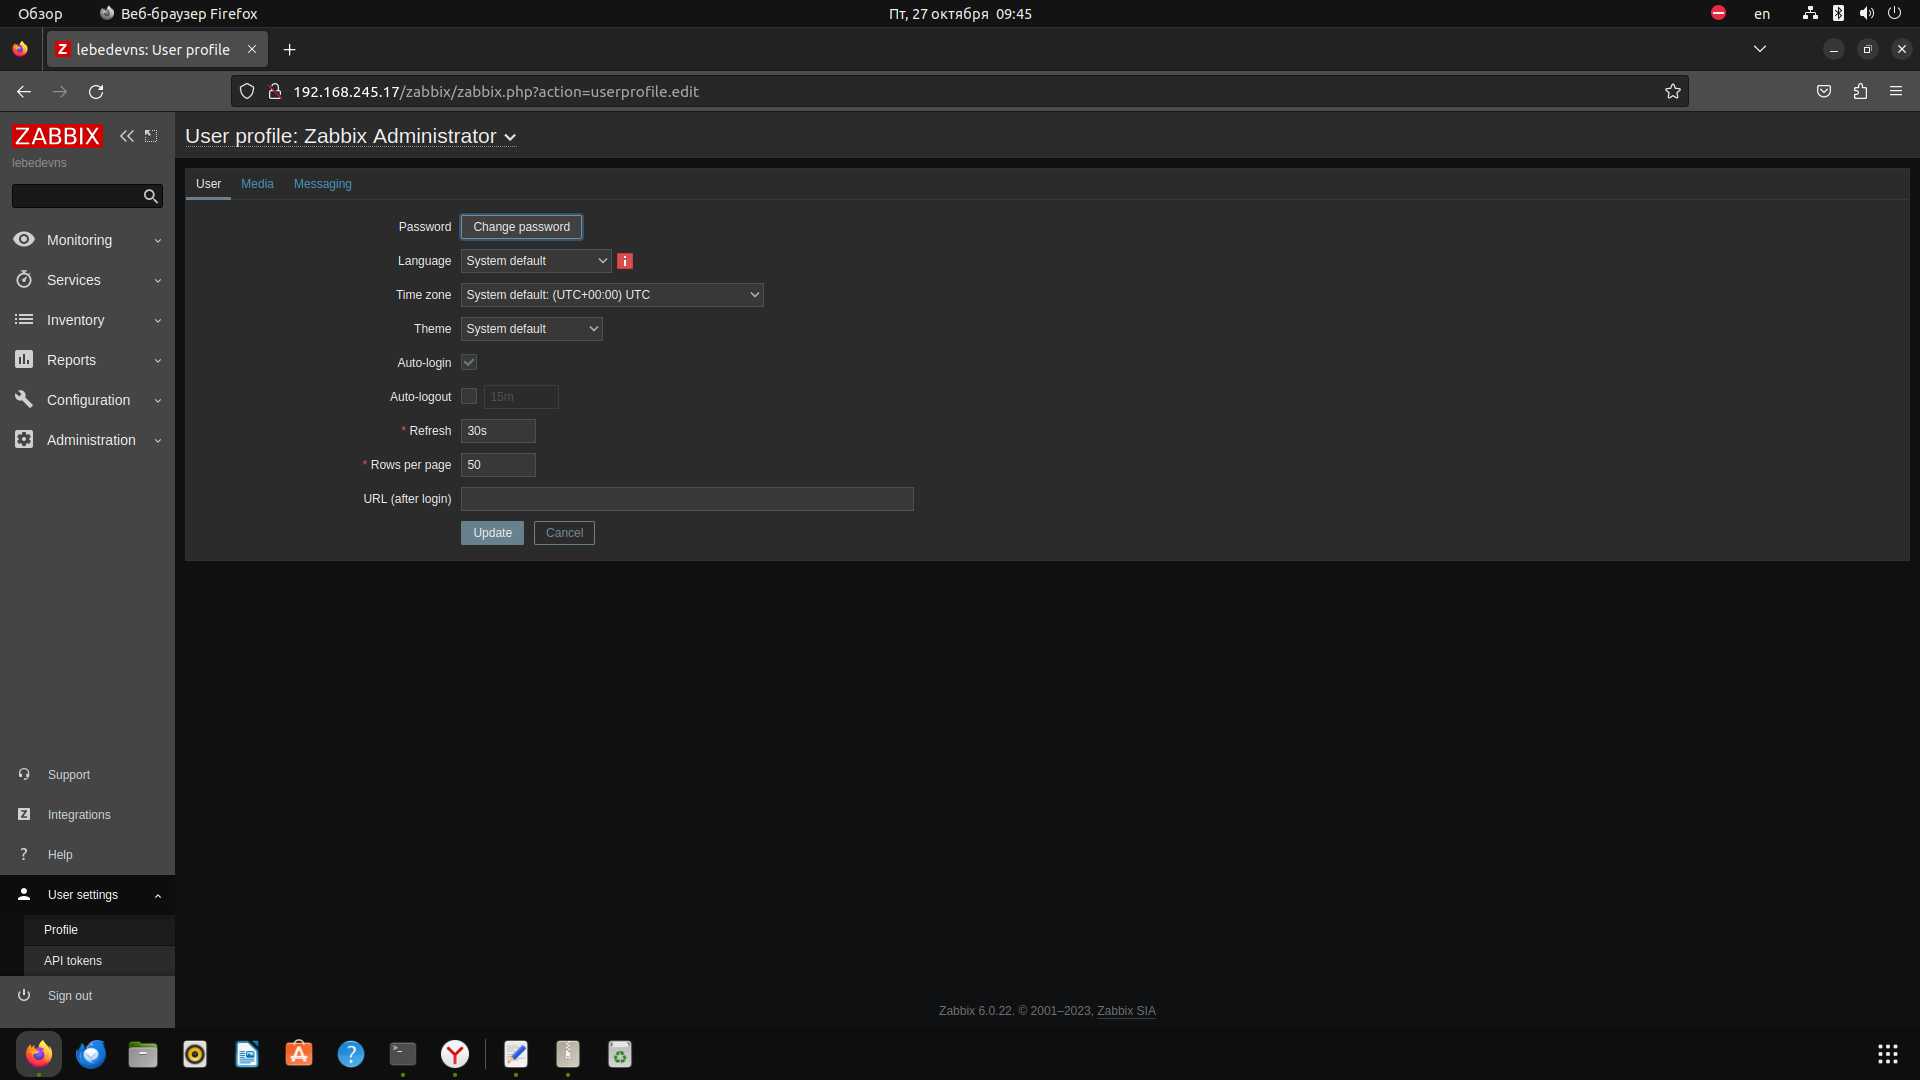 Обзор
Веб-браузер Firefox
Пт, 27 октября 09:45
en
Z lebedevns: User profile
192.168.245.17/zabbix/zabbix.php?action=userprofile.edit
ZABBIX
lebedevns
Monitoring
Services
Inventory
Reports
Configuration
Administration
Support
Z Integrations
? Help
User settings
Profile
API tokens
Sign out
User profile: Zabbix Administrator
User Media Messaging
Password Change password
Language System default i
Time zone System default: (UTC+00:00) UTC
Theme System default
Auto-login
Auto-logout 15m
* Refresh 30s
* Rows per page 50
URL (after login)
Update Cancel
Zabbix 6.0.22. © 2001–2023, Zabbix SIA